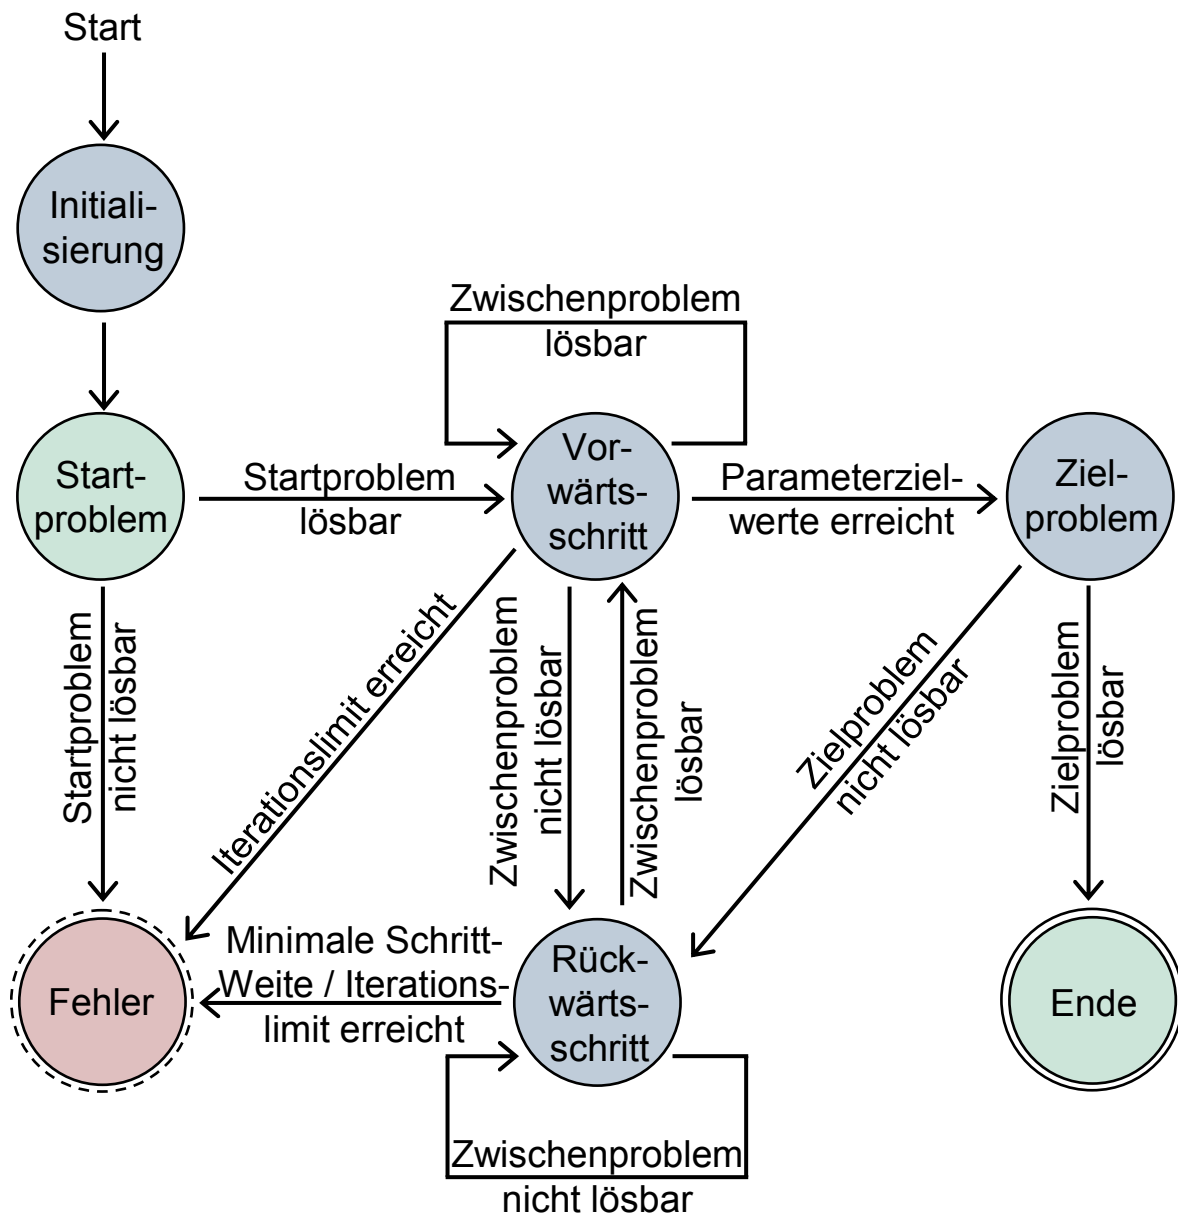 Start
Initiali-
sierung
Zwischenproblem
lösbar
Start-
problem
Startproblem
lösbar
Vor-
wärts-
schritt
Parameterziel-
werte erreicht
Ziel-
problem
Startproblem
nicht lösbar
Iterationslimit erreicht
Zwischenproblem
nicht lösbar
Zwischenproblem
lösbar
Zielproblem
nicht lösbar
Zielproblem
lösbar
Fehler
Minimale Schritt-
Weite / Iterations-
limit erreicht
Rück-
wärts-
schritt
Ende
Zwischenproblem
nicht lösbar